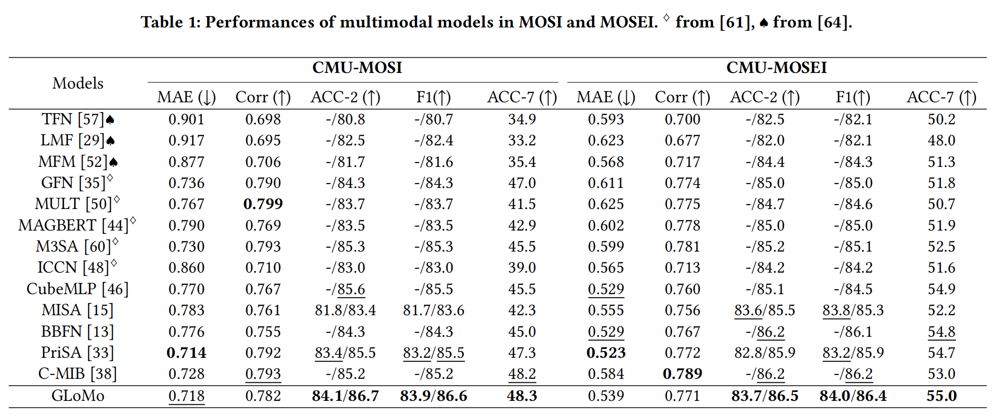 Table 1: Performances of multimodal models in MOSI and MOSEI. ♢ from [61], ♠ from [64].
Models CMU-MOSI CMU-MOSEI
MAE (↓) Corr (↑) ACC-2 (↑) F1(↑) ACC-7 (↑) MAE (↓) Corr (↑) ACC-2 (↑) F1(↑) ACC-7 (↑)
TFN [57]♠ 0.901 0.698 -/80.8 -/80.7 34.9 0.593 0.700 -/82.5 -/82.1 50.2
LMF [29]♠ 0.917 0.695 -/82.5 -/82.4 33.2 0.623 0.677 -/82.0 -/82.1 48.0
MFM [52]♠ 0.877 0.706 -/81.7 -/81.6 35.4 0.568 0.717 -/84.4 -/84.3 51.3
GFN [35]♢ 0.736 0.790 -/84.3 -/84.3 47.0 0.611 0.774 -/85.0 -/85.0 51.8
MULT [50]♢ 0.767 0.799 -/83.7 -/83.7 41.5 0.625 0.775 -/84.7 -/84.6 50.7
MAGBERT [44]♢ 0.790 0.769 -/83.5 -/83.5 42.9 0.602 0.778 -/85.0 -/85.0 51.9
M3SA [60]♢ 0.730 0.793 -/85.3 -/85.3 45.5 0.599 0.781 -/85.2 -/85.1 52.5
ICCN [48]♢ 0.860 0.710 -/83.0 -/83.0 39.0 0.565 0.713 -/84.2 -/84.2 51.6
CubeMLP [46] 0.770 0.767 -/85.6 -/85.5 45.5 0.529 0.760 -/85.1 -/84.5 54.9
MISA [15] 0.783 0.761 81.8/83.4 81.7/83.6 42.3 0.555 0.756 83.6/85.5 83.8/85.3 52.2
BBFN [13] 0.776 0.755 -/84.3 -/84.3 45.0 0.529 0.767 -/86.2 -/86.1 54.8
PriSA [33] 0.714 0.792 83.4/85.5 83.2/85.5 47.3 0.523 0.772 82.8/85.9 83.2/85.9 54.7
C-MIB [38] 0.728 0.793 -/85.2 -/85.2 48.2 0.584 0.789 -/86.2 -/86.2 53.0
GLoMo 0.718 0.782 84.1/86.7 83.9/86.6 48.3 0.539 0.771 83.7/86.5 84.0/86.4 55.0